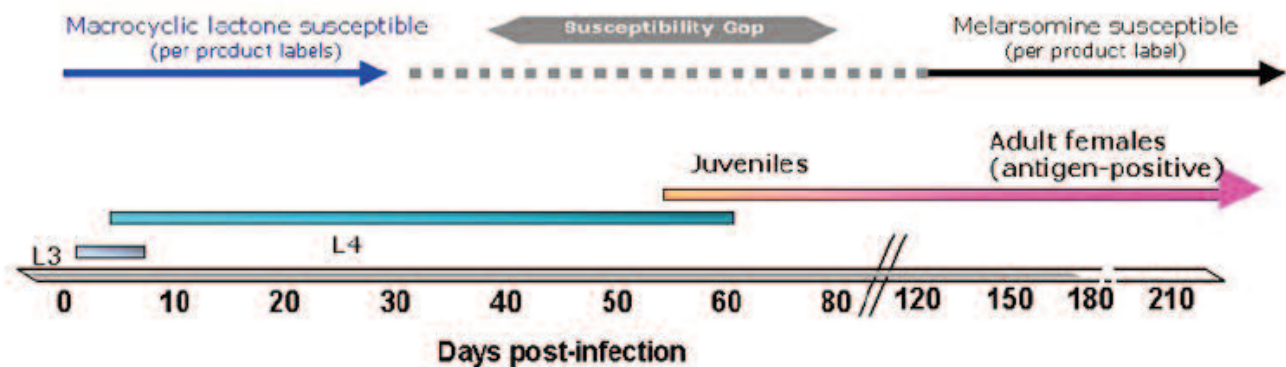 Macrocyclic lactone susceptible
(per product labels)
Susceptibility Gap
Melarsomine susceptible
(per product label)
Juveniles
Adult females
(antigen-positive)
L3
L4
0 10 20 30 40 50 60 80 120 150 180 210
Days post-infection